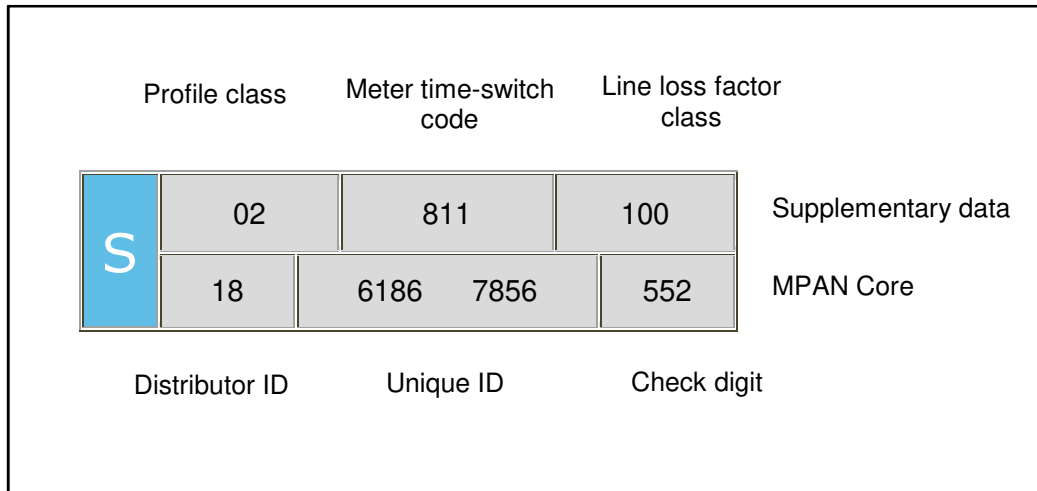 Profile class Meter time-switch code Line loss factor class
S
02 811 100 Supplementary data
18 6186 7856 552 MPAN Core
Distributor ID Unique ID Check digit